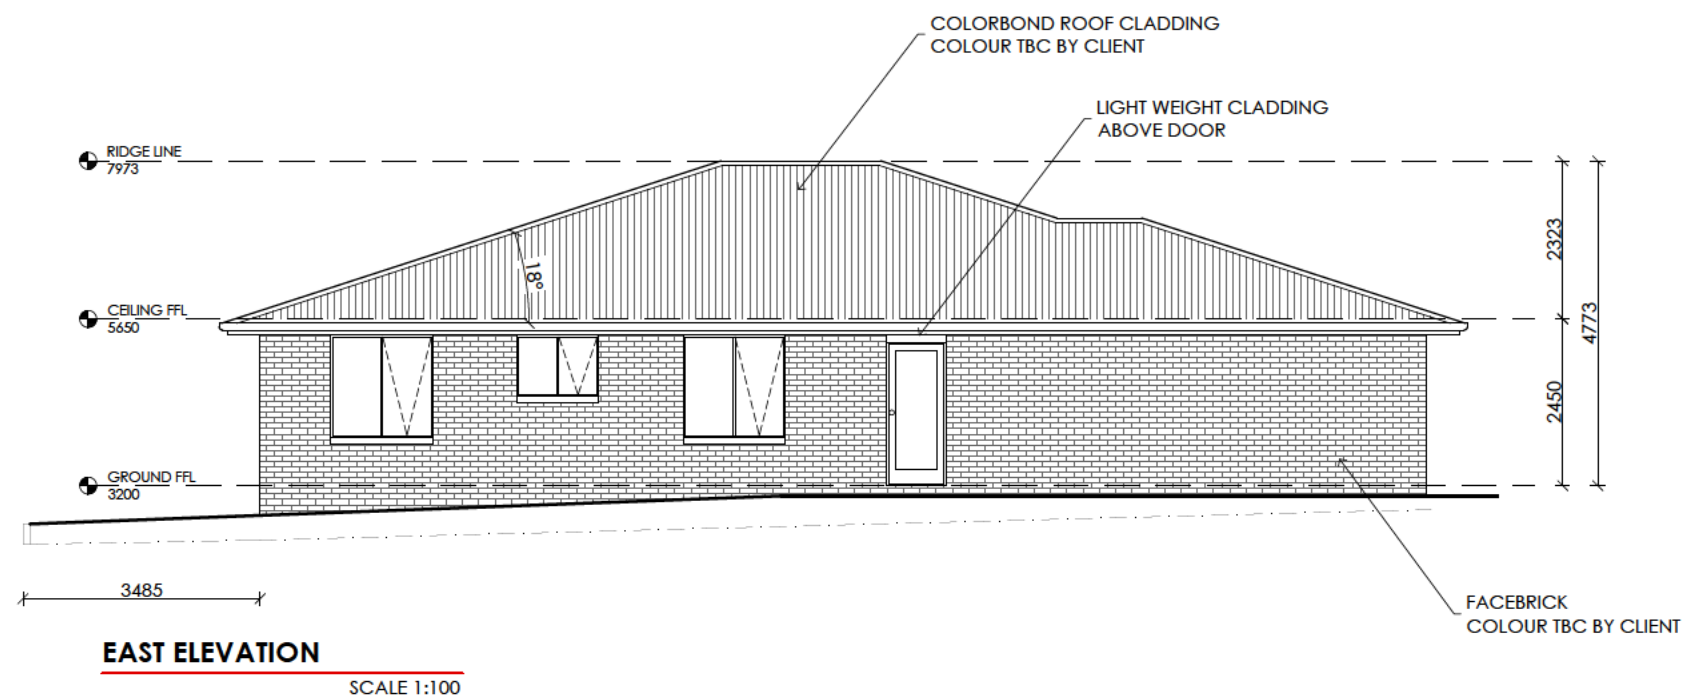 COLORBOND ROOF CLADDING
COLOUR TBC BY CLIENT
LIGHT WEIGHT CLADDING
ABOVE DOOR
RIDGE LINE
7973
18°
2323
CEILING FFL
5650
4773
2450
GROUND FFL
3200
3485
FACEBRICK
COLOUR TBC BY CLIENT
EAST ELEVATION
SCALE 1:100